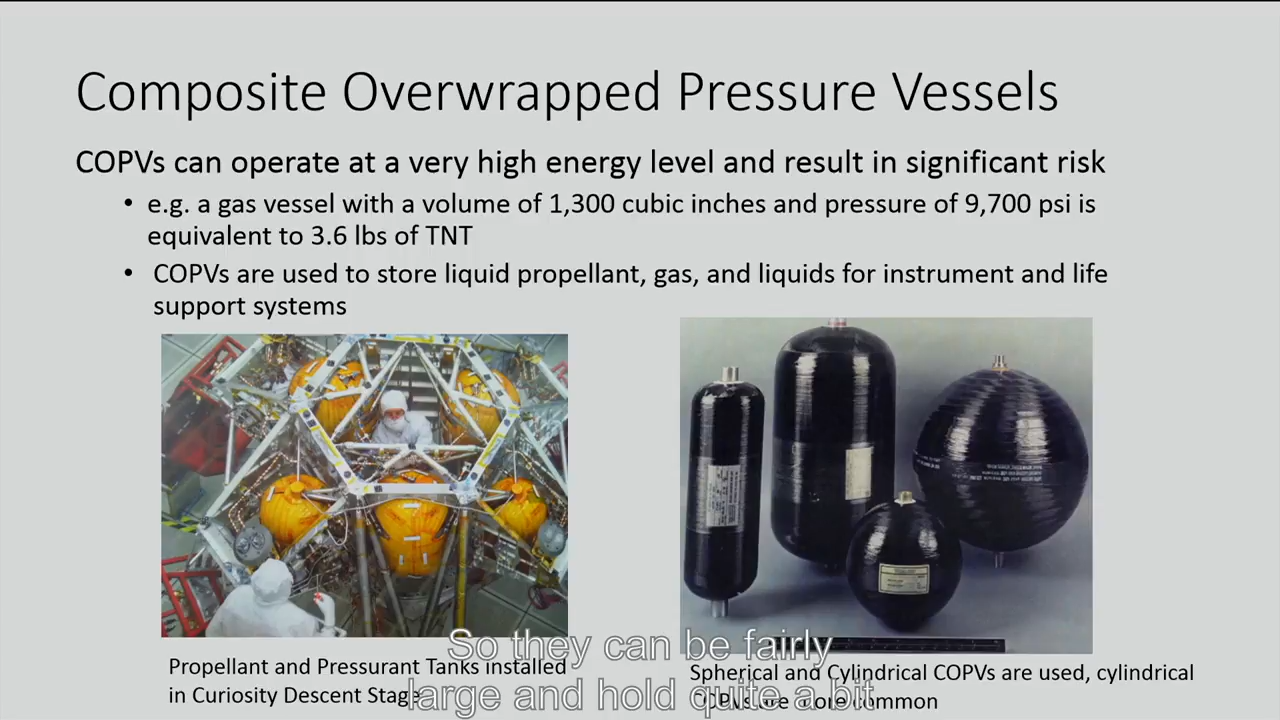 Composite Overwrapped Pressure Vessels
COPVs can operate at a very high energy level and result in significant risk
• e.g. a gas vessel with a volume of 1,300 cubic inches and pressure of 9,700 psi is
equivalent to 3.6 lbs of TNT
• COPVs are used to store liquid propellant, gas, and liquids for instrument and life
support systems
Propellant and Pressurant Tanks installed
in Curiosity Descent Stage
Spherical and Cylindrical COPVs are used, cylindrical
COPVs are more common
So they can be fairly
large and hold quite a bit